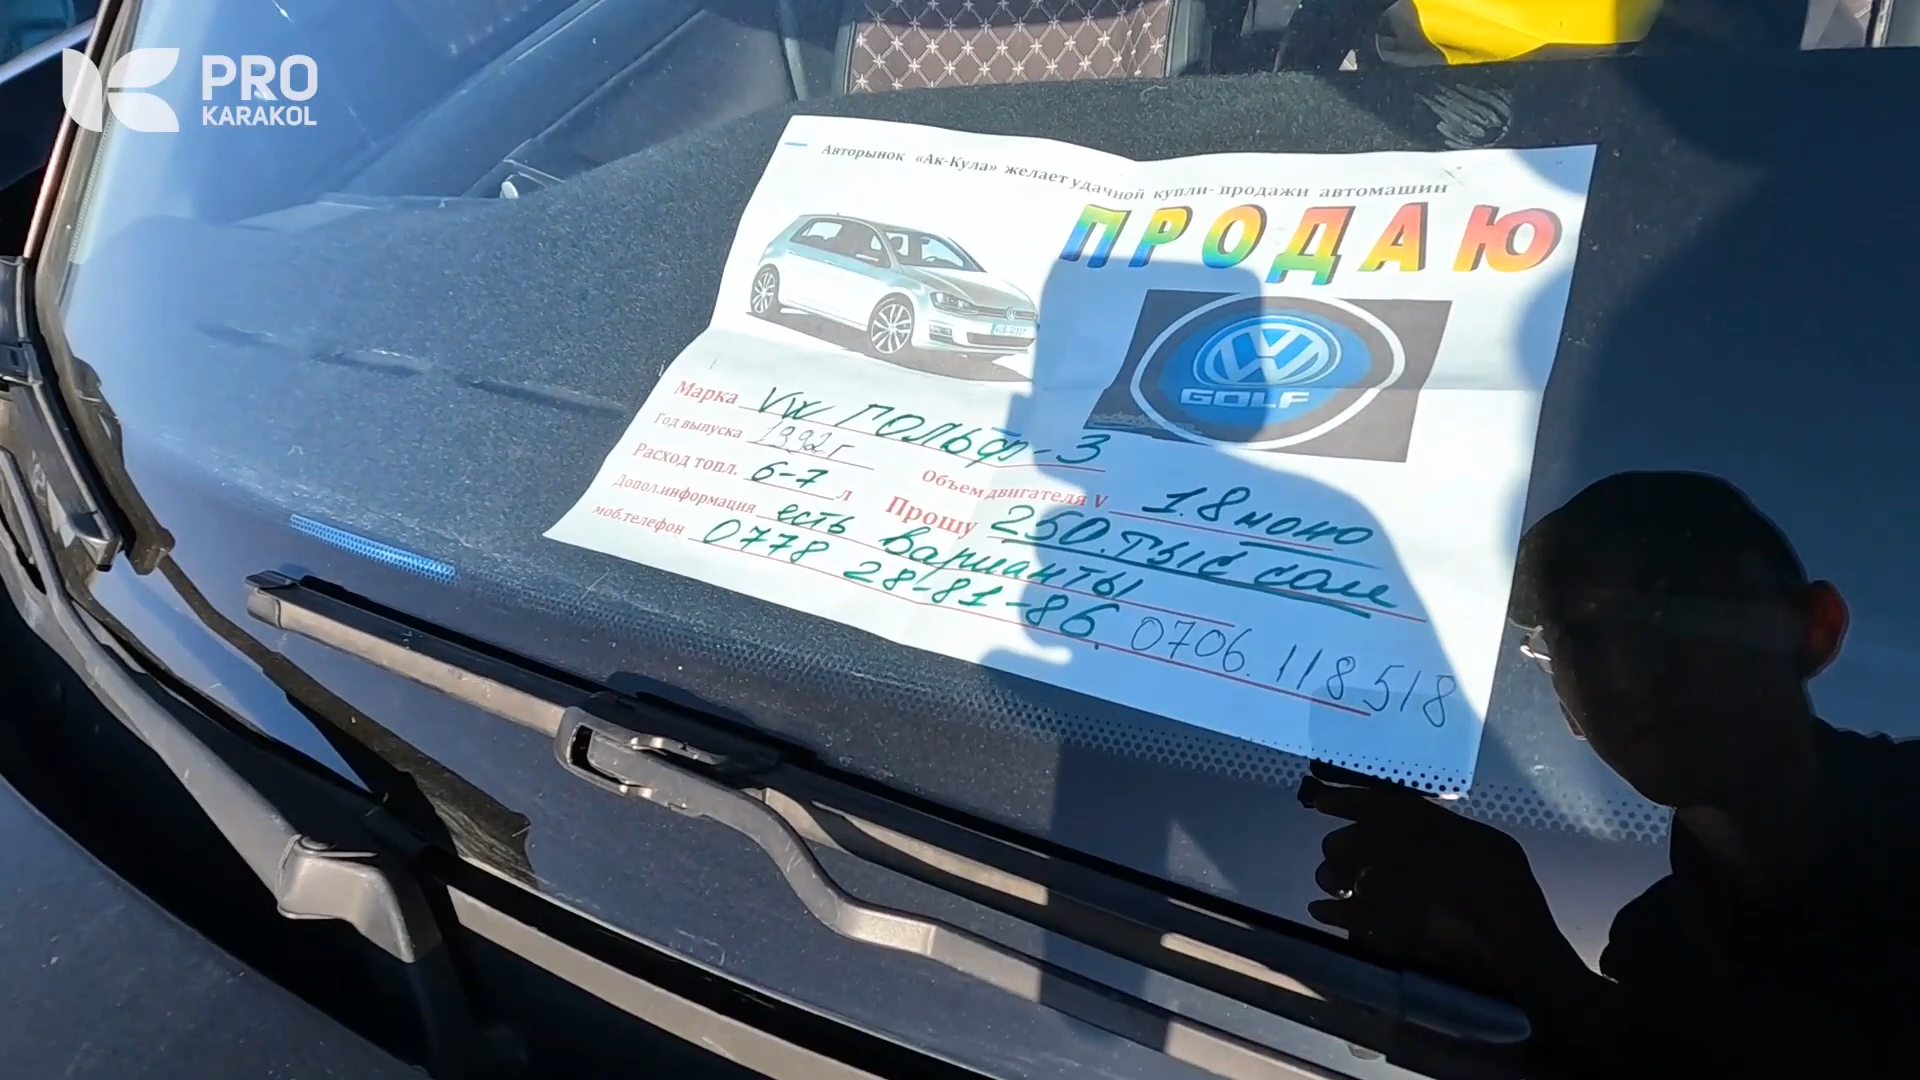 PRO
KARAKOL
Авторынок «Ак-Кула» желает удачной купли- продажи автомашин
ПРОДАЮ
GOLF
Марка VW ГОЛЬФ-3
Год выпуска 1992г
Объем двигателя V 1.8 моно
Расход топл. 6-7 л
Прошу 250.тыс сом
Допол.информация есть варианты
моб.телефон 0778 28-81-86. 0706.118518